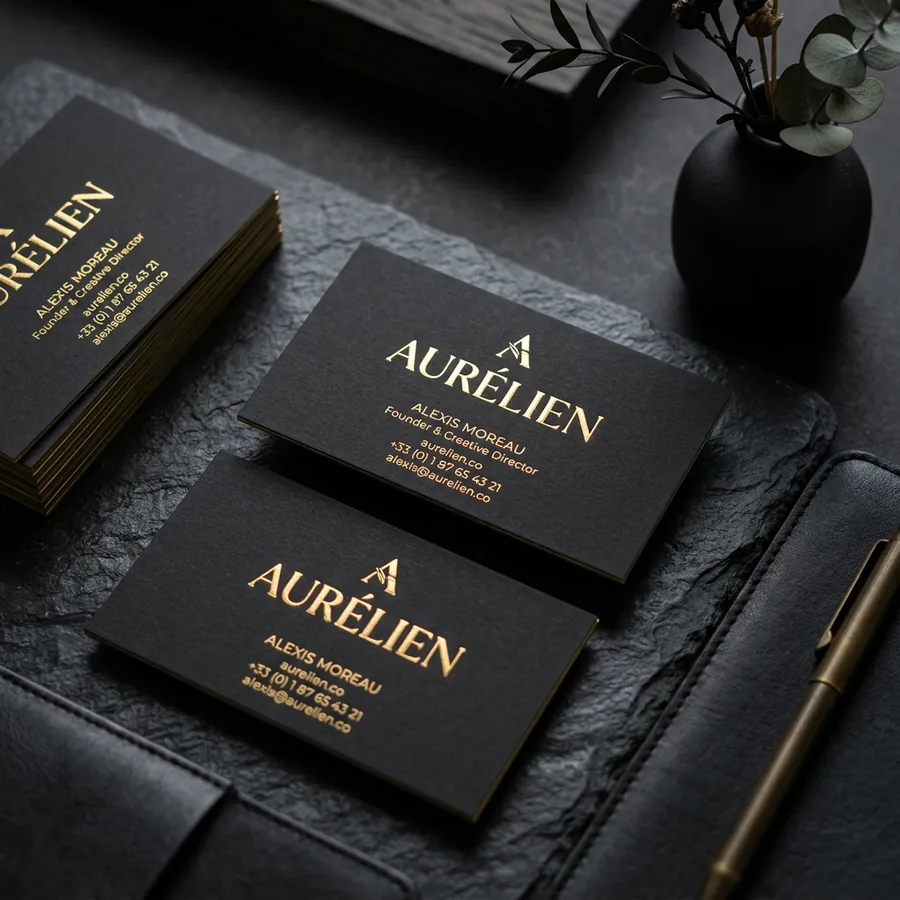 AURÉLIEN
ALEXIS MOREAU
Founder & Creative Director
aurelien.co
+33 (0) 1 87 65 43 21
alexis@aurelien.co
A
AURÉLIEN
ALEXIS MOREAU
Founder & Creative Director
aurelien.co
+33 (0) 1 87 65 43 21
alexis@aurelien.co
A
AURÉLIEN
ALEXIS MOREAU
aurelien.co
+33 (0) 1 87 65 43 21
alexis@aurelien.co